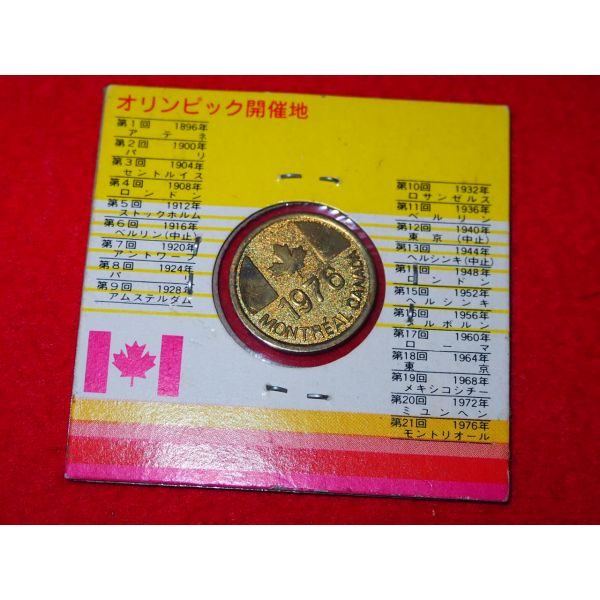 オリンピック開催地
第1回 1896年
アテネ
第2回 1900年
パリ
第3回 1904年
セントルイス
第4回 1908年
ロンドン
第5回 1912年
ストックホルム
第6回 1916年
ベルリン(中止)
第7回 1920年
アントワープ
第8回 1924年
パリ
第9回 1928年
アムステルダム
第10回 1932年
ロサンゼルス
第11回 1936年
ベルリン
第12回 1940年
東京(中止)
第13回 1944年
ヘルシンキ(中止)
第14回 1948年
ロンドン
第15回 1952年
ヘルシンキ
第16回 1956年
メルボルン
第17回 1960年
ローマ
第18回 1964年
東京
第19回 1968年
メキシコシチー
第20回 1972年
ミュンヘン
第21回 1976年
モントリオール
1976
MONTRÉAL CANADA